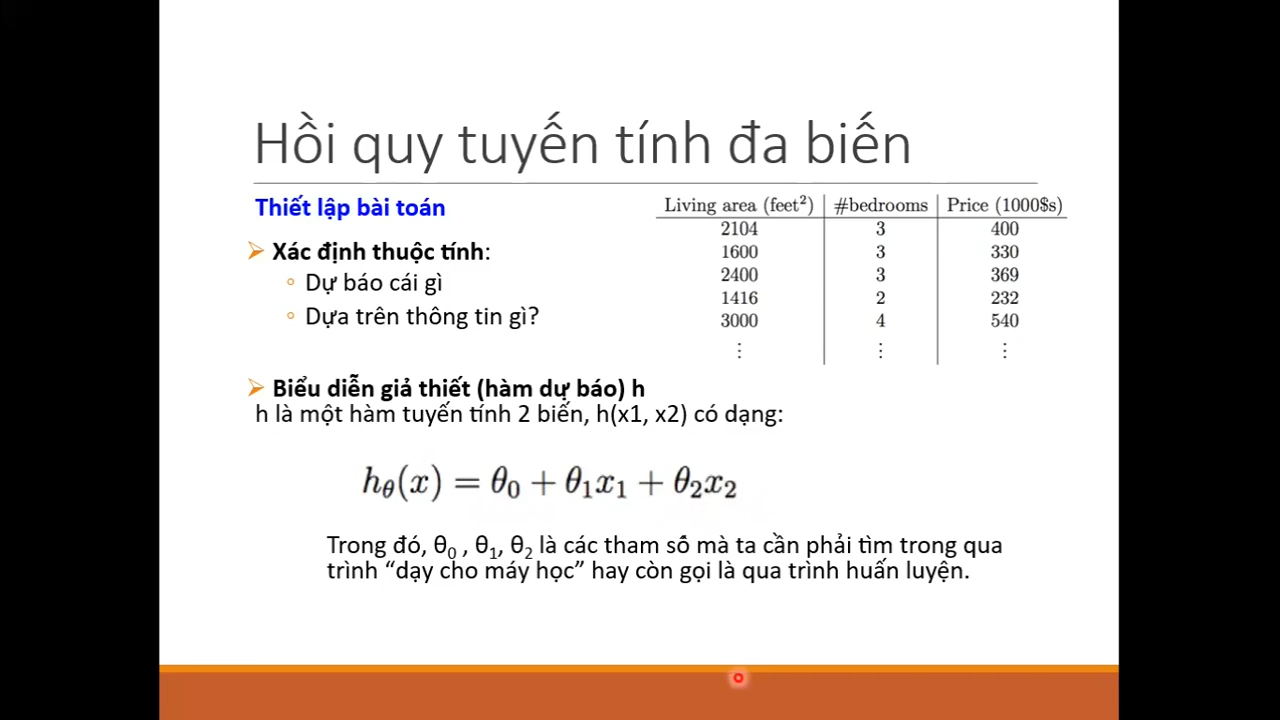 Hồi quy tuyến tính đa biến
Thiết lập bài toán
➢ Xác định thuộc tính:
◦ Dự báo cái gì
◦ Dựa trên thông tin gì?
Living area (feet²) #bedrooms Price (1000$s)
2104 3 400
1600 3 330
2400 3 369
1416 2 232
3000 4 540
⋮ ⋮ ⋮
➢ Biểu diễn giả thiết (hàm dự báo) h
h là một hàm tuyến tính 2 biến, h(x1, x2) có dạng:
hθ(x) = θ₀ + θ₁x₁ + θ₂x₂
Trong đó, θ₀ , θ₁, θ₂ là các tham số mà ta cần phải tìm trong qua
trình “dạy cho máy học” hay còn gọi là qua trình huấn luyện.